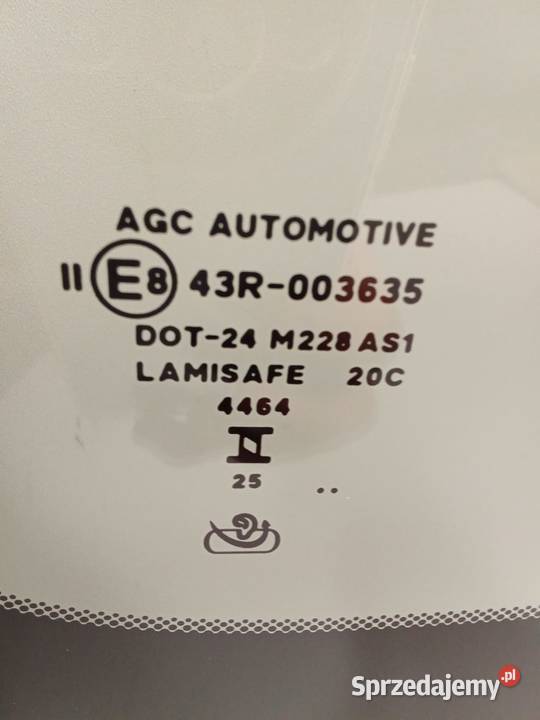 AGC AUTOMOTIVE
II E8 43R-003635
DOT-24 M228 AS1
LAMISAFE 20C
4464
25
Sprzedajemy.pl